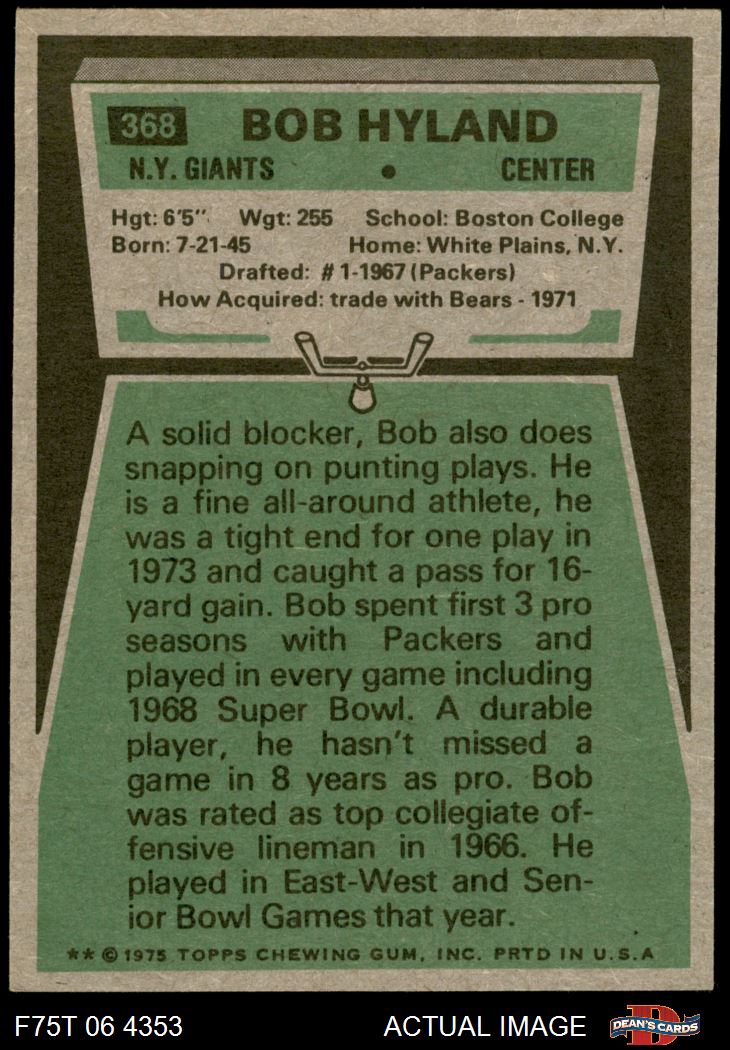 368 BOB HYLAND
N.Y. GIANTS • CENTER
Hgt: 6'5" Wgt: 255 School: Boston College
Born: 7-21-45 Home: White Plains, N.Y.
Drafted: #1-1967 (Packers)
How Acquired: trade with Bears - 1971
A solid blocker, Bob also does
snapping on punting plays. He
is a fine all-around athlete, he
was a tight end for one play in
1973 and caught a pass for 16-
yard gain. Bob spent first 3 pro
seasons with Packers and
played in every game including
1968 Super Bowl. A durable
player, he hasn't missed a
game in 8 years as pro. Bob
was rated as top collegiate of-
fensive lineman in 1966. He
played in East-West and Sen-
ior Bowl Games that year.
** © 1975 TOPPS CHEWING GUM, INC. PRTD IN U.S.A
F75T 06 4353 ACTUAL IMAGE D DEAN'S CARDS